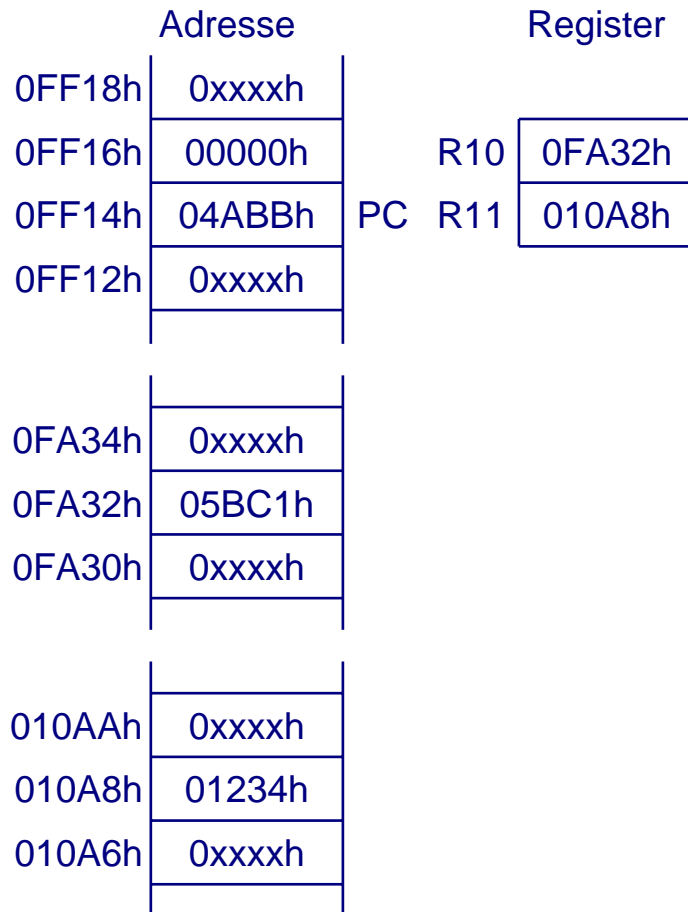 Adresse Register
0FF18h 0xxxxh
0FF16h 00000h R10 0FA32h
0FF14h 04ABBh PC R11 010A8h
0FF12h 0xxxxh
0FA34h 0xxxxh
0FA32h 05BC1h
0FA30h 0xxxxh
010AAh 0xxxxh
010A8h 01234h
010A6h 0xxxxh